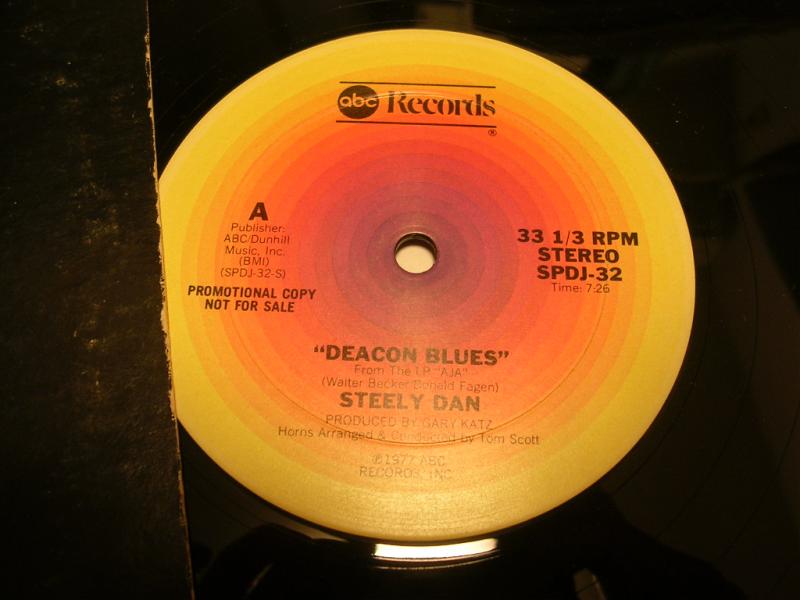 abc Records
®
A
Publisher:
ABC/Dunhill
Music, Inc.
(BMI)
(SPDJ-32-S)
PROMOTIONAL COPY
NOT FOR SALE
33 1/3 RPM
STEREO
SPDJ-32
Time: 7:26
“DEACON BLUES”
From The LP "AJA"
(Walter Becker Donald Fagen)
STEELY DAN
PRODUCED BY GARY KATZ
Horns Arranged & Conducted by Tom Scott
©1977 ABC
RECORDS, INC.